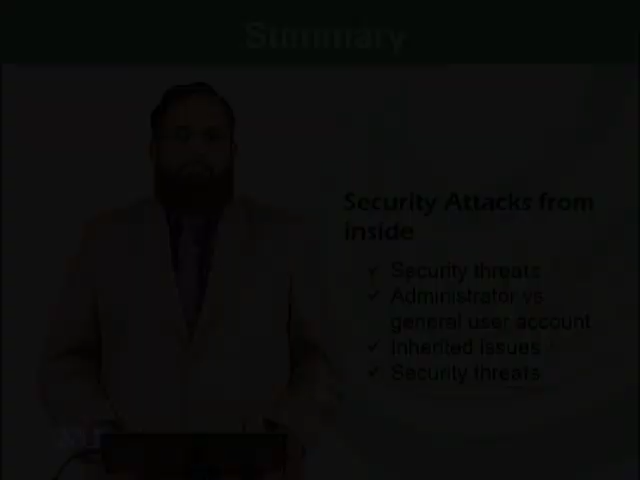 Summary
Security Attacks from
inside
✓ Security threats
✓ Administrator vs
general user account
✓ Inherited issues
✓ Security threats